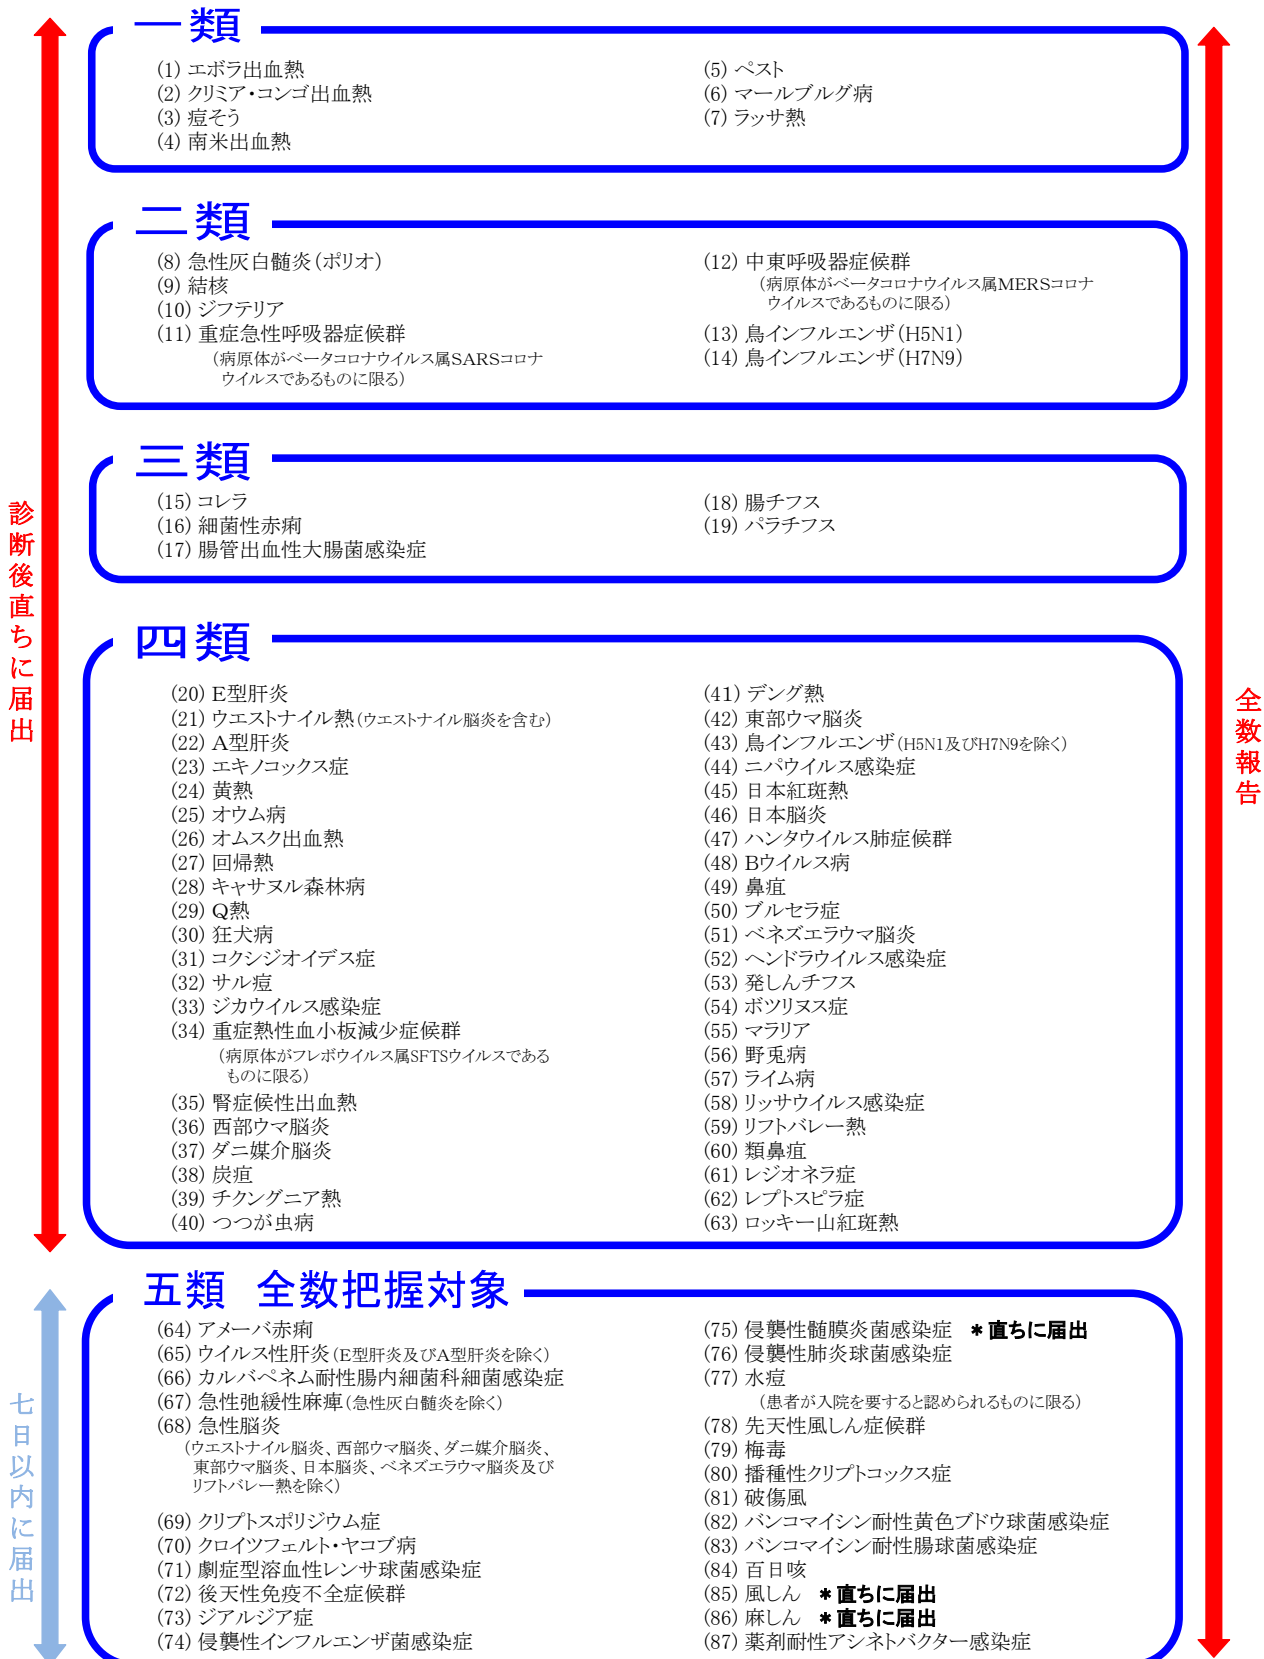 一類
(1) エボラ出血熱
(2) クリミア・コンゴ出血熱
(3) 痘そう
(4) 南米出血熱
(5) ペスト
(6) マールブルグ病
(7) ラッサ熱
二類
(8) 急性灰白髄炎(ポリオ)
(9) 結核
(10) ジフテリア
(11) 重症急性呼吸器症候群
(病原体がベータコロナウイルス属SARSコロナ
ウイルスであるものに限る)
(12) 中東呼吸器症候群
(病原体がベータコロナウイルス属MERSコロナ
ウイルスであるものに限る)
(13) 鳥インフルエンザ(H5N1)
(14) 鳥インフルエンザ(H7N9)
三類
(15) コレラ
(16) 細菌性赤痢
(17) 腸管出血性大腸菌感染症
(18) 腸チフス
(19) パラチフス
四類
(20) E型肝炎
(21) ウエストナイル熱(ウエストナイル脳炎を含む)
(22) A型肝炎
(23) エキノコックス症
(24) 黄熱
(25) オウム病
(26) オムスク出血熱
(27) 回帰熱
(28) キャサヌル森林病
(29) Q熱
(30) 狂犬病
(31) コクシジオイデス症
(32) サル痘
(33) ジカウイルス感染症
(34) 重症熱性血小板減少症候群
(病原体がフレボウイルス属SFTSウイルスである
ものに限る)
(35) 腎症候性出血熱
(36) 西部ウマ脳炎
(37) ダニ媒介脳炎
(38) 炭疽
(39) チクングニア熱
(40) つつが虫病
(41) デング熱
(42) 東部ウマ脳炎
(43) 鳥インフルエンザ(H5N1及びH7N9を除く)
(44) ニパウイルス感染症
(45) 日本紅斑熱
(46) 日本脳炎
(47) ハンタウイルス肺症候群
(48) Bウイルス病
(49) 鼻疽
(50) ブルセラ症
(51) ベネズエラウマ脳炎
(52) ヘンドラウイルス感染症
(53) 発しんチフス
(54) ボツリヌス症
(55) マラリア
(56) 野兎病
(57) ライム病
(58) リッサウイルス感染症
(59) リフトバレー熱
(60) 類鼻疽
(61) レジオネラ症
(62) レプトスピラ症
(63) ロッキー山紅斑熱
五類 全数把握対象
(64) アメーバ赤痢
(65) ウイルス性肝炎(E型肝炎及びA型肝炎を除く)
(66) カルバペネム耐性腸内細菌科細菌感染症
(67) 急性弛緩性麻痺(急性灰白髄炎を除く)
(68) 急性脳炎
(ウエストナイル脳炎、西部ウマ脳炎、ダニ媒介脳炎、
東部ウマ脳炎、日本脳炎、ベネズエラウマ脳炎及び
リフトバレー熱を除く)
(69) クリプトスポリジウム症
(70) クロイツフェルト・ヤコブ病
(71) 劇症型溶血性レンサ球菌感染症
(72) 後天性免疫不全症候群
(73) ジアルジア症
(74) 侵襲性インフルエンザ菌感染症
(75) 侵襲性髄膜炎菌感染症 *直ちに届出
(76) 侵襲性肺炎球菌感染症
(77) 水痘
(患者が入院を要すると認められるものに限る)
(78) 先天性風しん症候群
(79) 梅毒
(80) 播種性クリプトコックス症
(81) 破傷風
(82) バンコマイシン耐性黄色ブドウ球菌感染症
(83) バンコマイシン耐性腸球菌感染症
(84) 百日咳
(85) 風しん *直ちに届出
(86) 麻しん *直ちに届出
(87) 薬剤耐性アシネトバクター感染症
診断後直ちに届出
七日以内に届出
全数報告